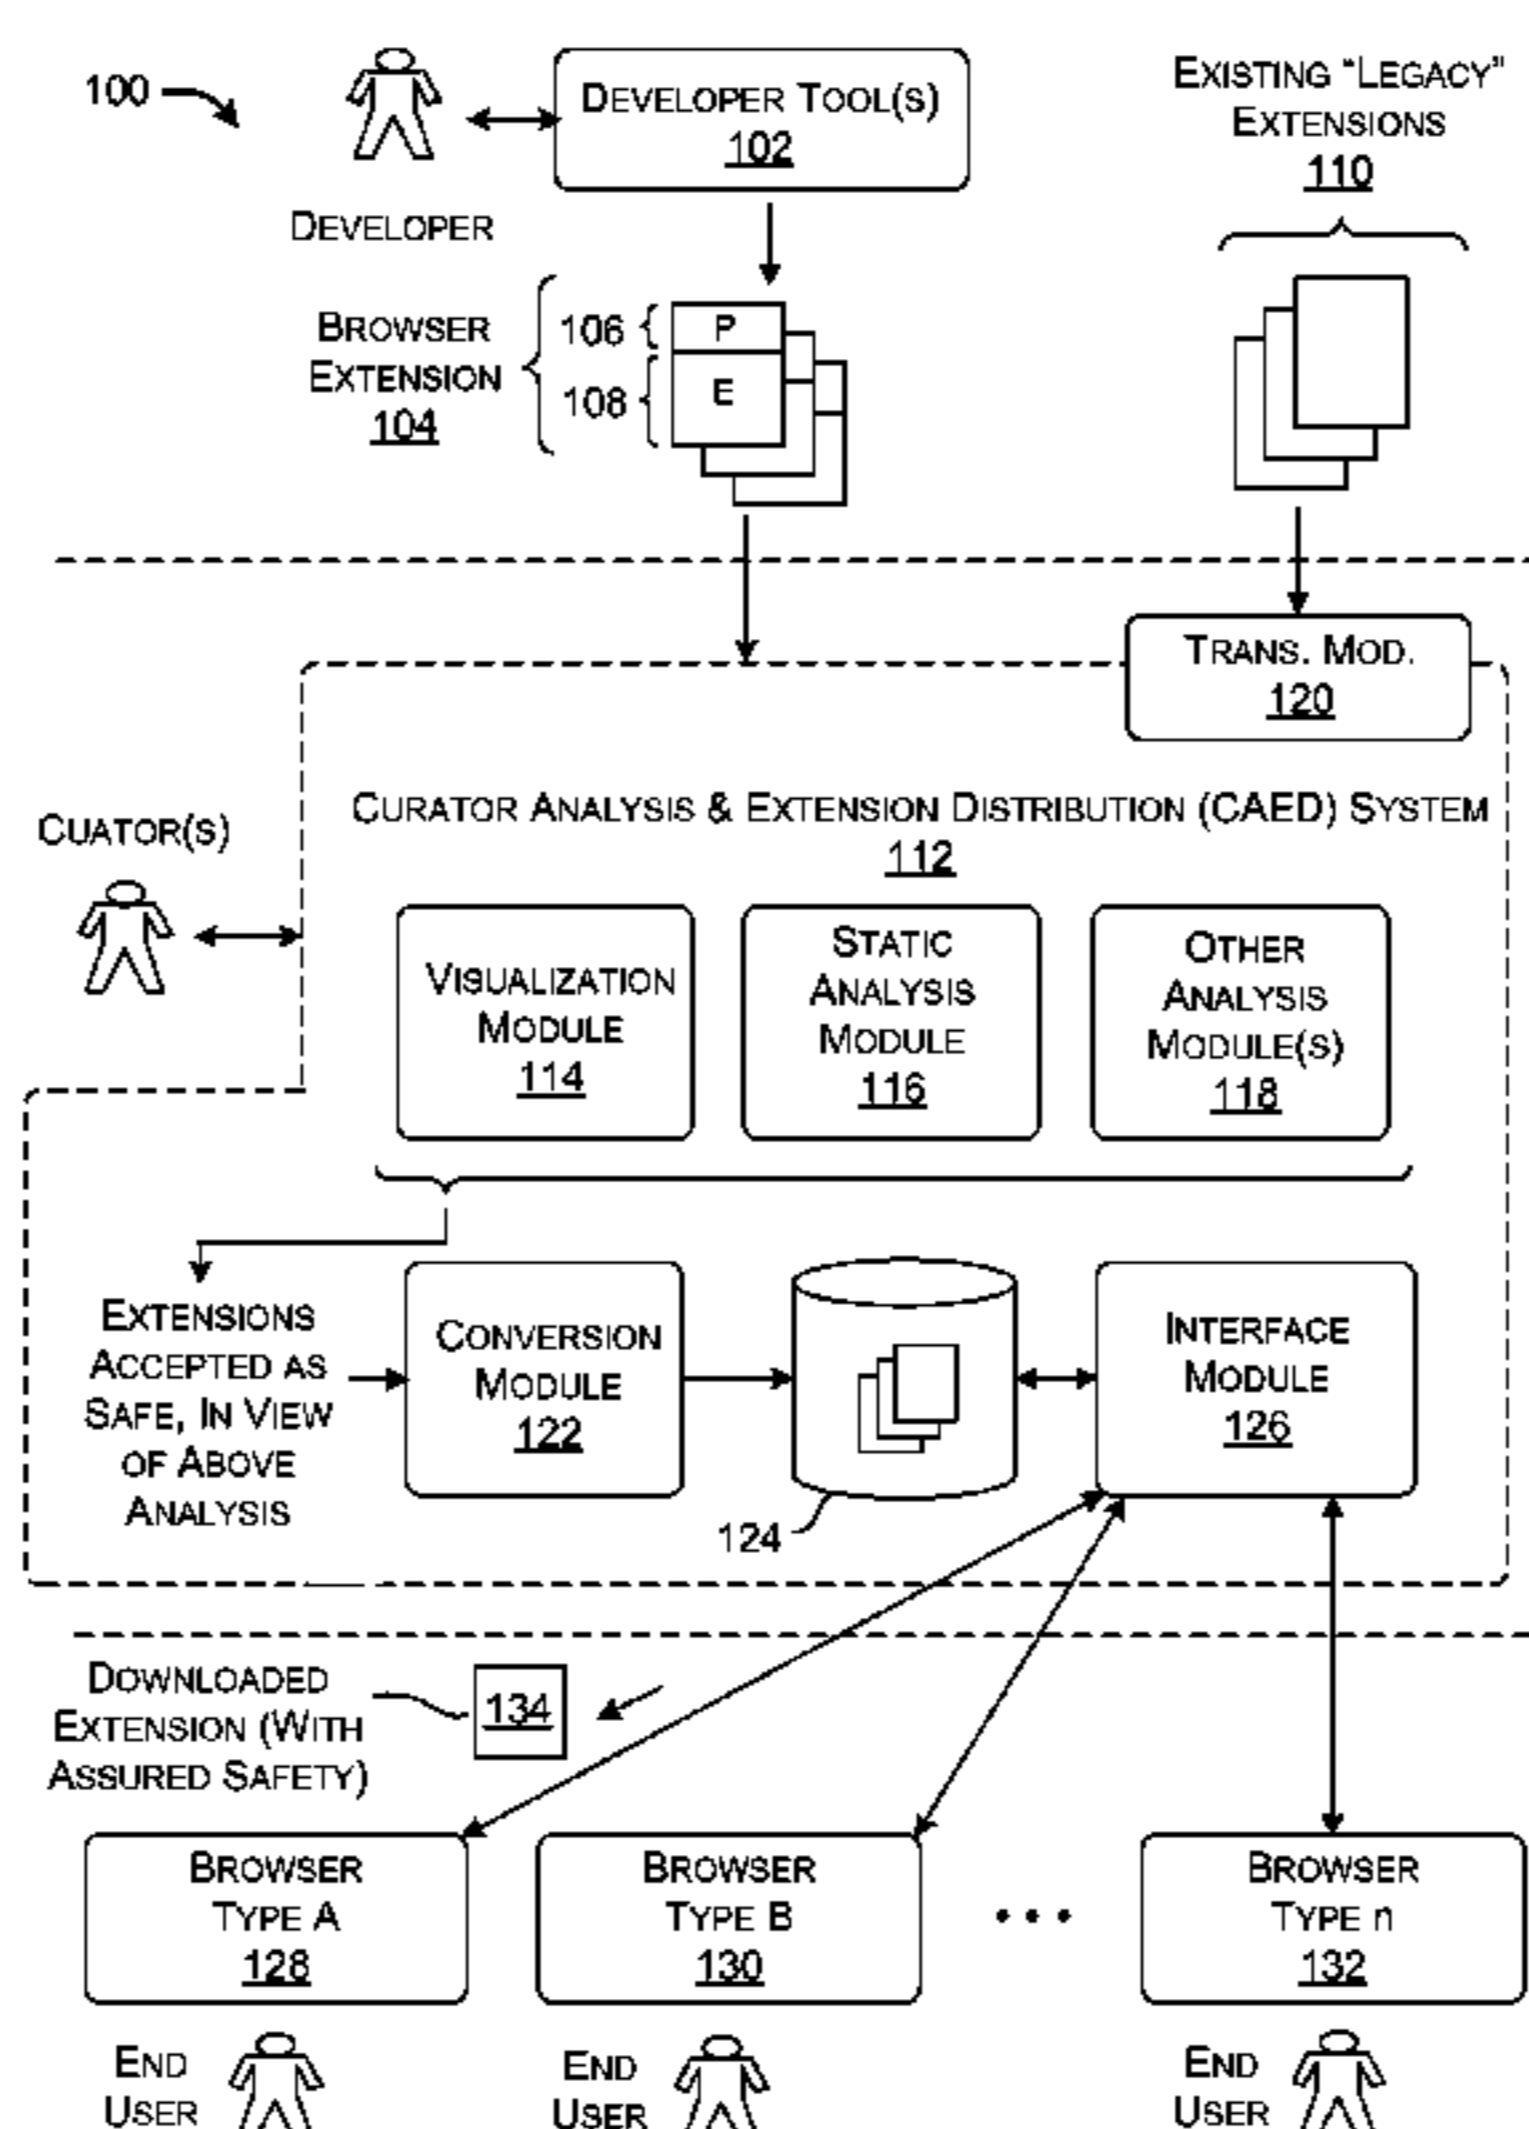 100
DEVELOPER TOOL(S)
102
EXISTING "LEGACY"
EXTENSIONS
110
DEVELOPER
BROWSER
EXTENSION
104
106
P
108
E
TRANS. MOD.
120
CURATOR ANALYSIS & EXTENSION DISTRIBUTION (CAED) SYSTEM
112
CUATOR(S)
VISUALIZATION
MODULE
114
STATIC
ANALYSIS
MODULE
116
OTHER
ANALYSIS
MODULE(S)
118
EXTENSIONS
ACCEPTED AS
SAFE, IN VIEW
OF ABOVE
ANALYSIS
CONVERSION
MODULE
122
124
INTERFACE
MODULE
126
DOWNLOADED
EXTENSION (WITH
ASSURED SAFETY)
134
BROWSER
TYPE A
128
BROWSER
TYPE B
130
• • •
BROWSER
TYPE n
132
END
USER
END
USER
END
USER